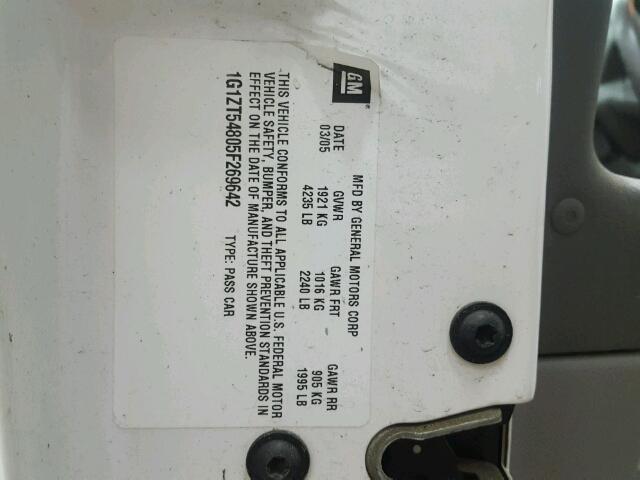 GM
MFD BY GENERAL MOTORS CORP
DATE GVWR GAWR FRT GAWR RR
03/05 1921 KG 1016 KG 905 KG
4235 LB 2240 LB 1995 LB
THIS VEHICLE CONFORMS TO ALL APPLICABLE U.S. FEDERAL MOTOR
VEHICLE SAFETY, BUMPER, AND THEFT PREVENTION STANDARDS IN
EFFECT ON THE DATE OF MANUFACTURE SHOWN ABOVE.
1G1ZT54805F269642 TYPE: PASS CAR